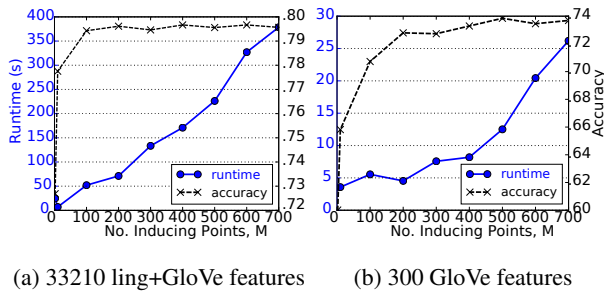 400
350
300
250
200
150
100
50
0
Runtime (s)
.80
.79
.78
.77
.76
.75
.74
.73
.72
runtime
accuracy
0 100 200 300 400 500 600 700
No. Inducing Points, M
30
25
20
15
10
5
0
74
72
70
68
66
64
62
60
Accuracy
runtime
accuracy
0 100 200 300 400 500 600 700
No. Inducing Points, M
(a) 33210 ling+GloVe features
(b) 300 GloVe features